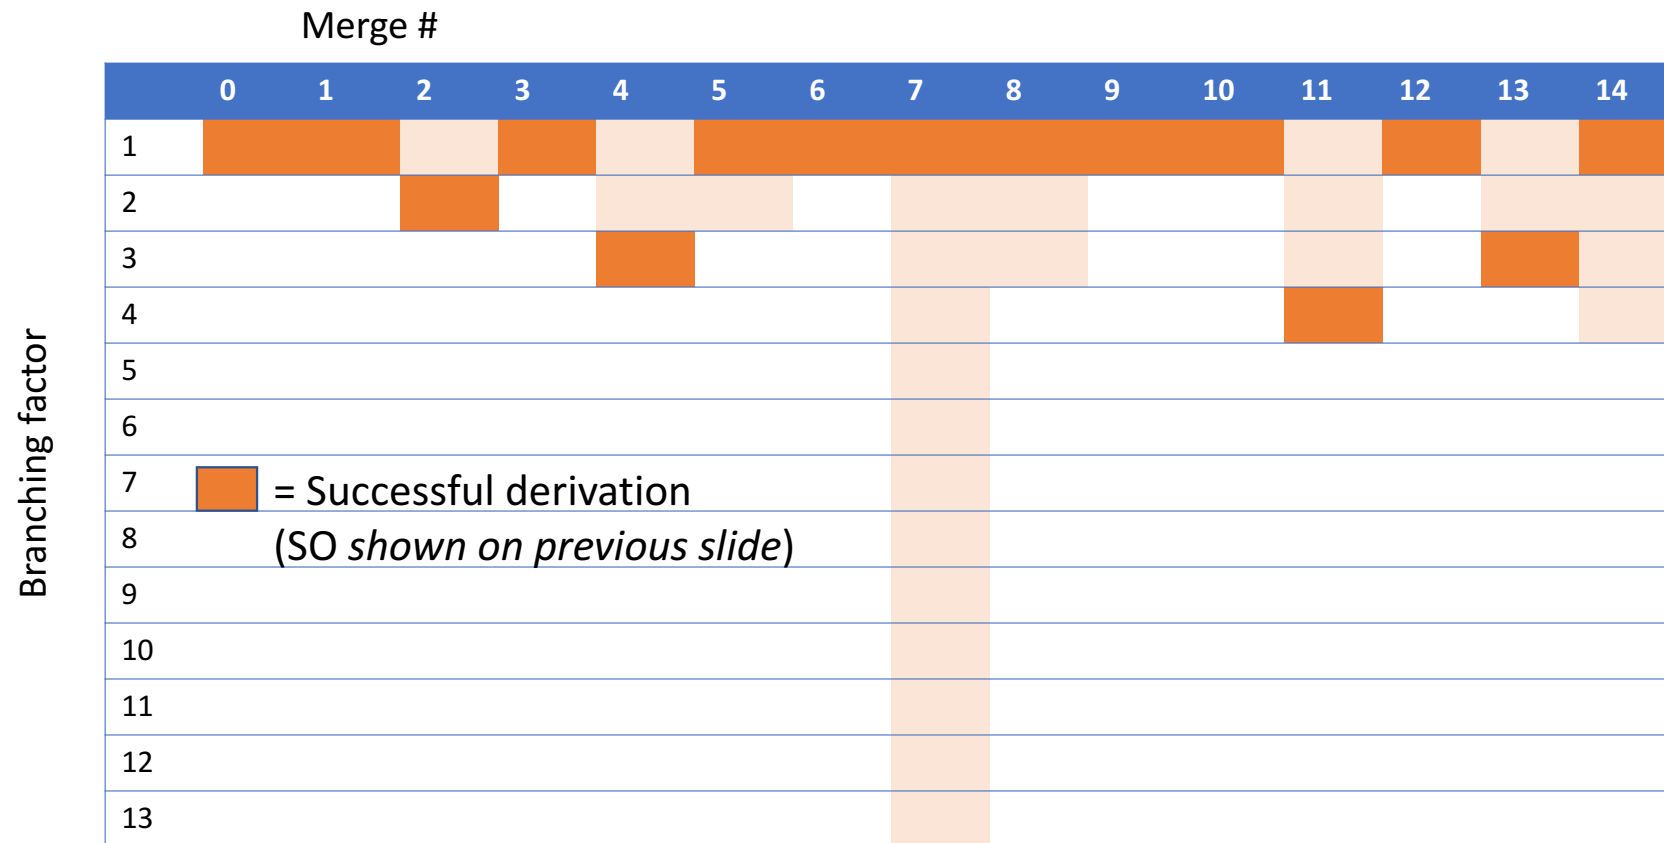 Merge #
0 1 2 3 4 5 6 7 8 9 10 11 12 13 14
1
2
3
4
5
6
7
= Successful derivation
8
(SO shown on previous slide)
9
10
11
12
13
Branching factor